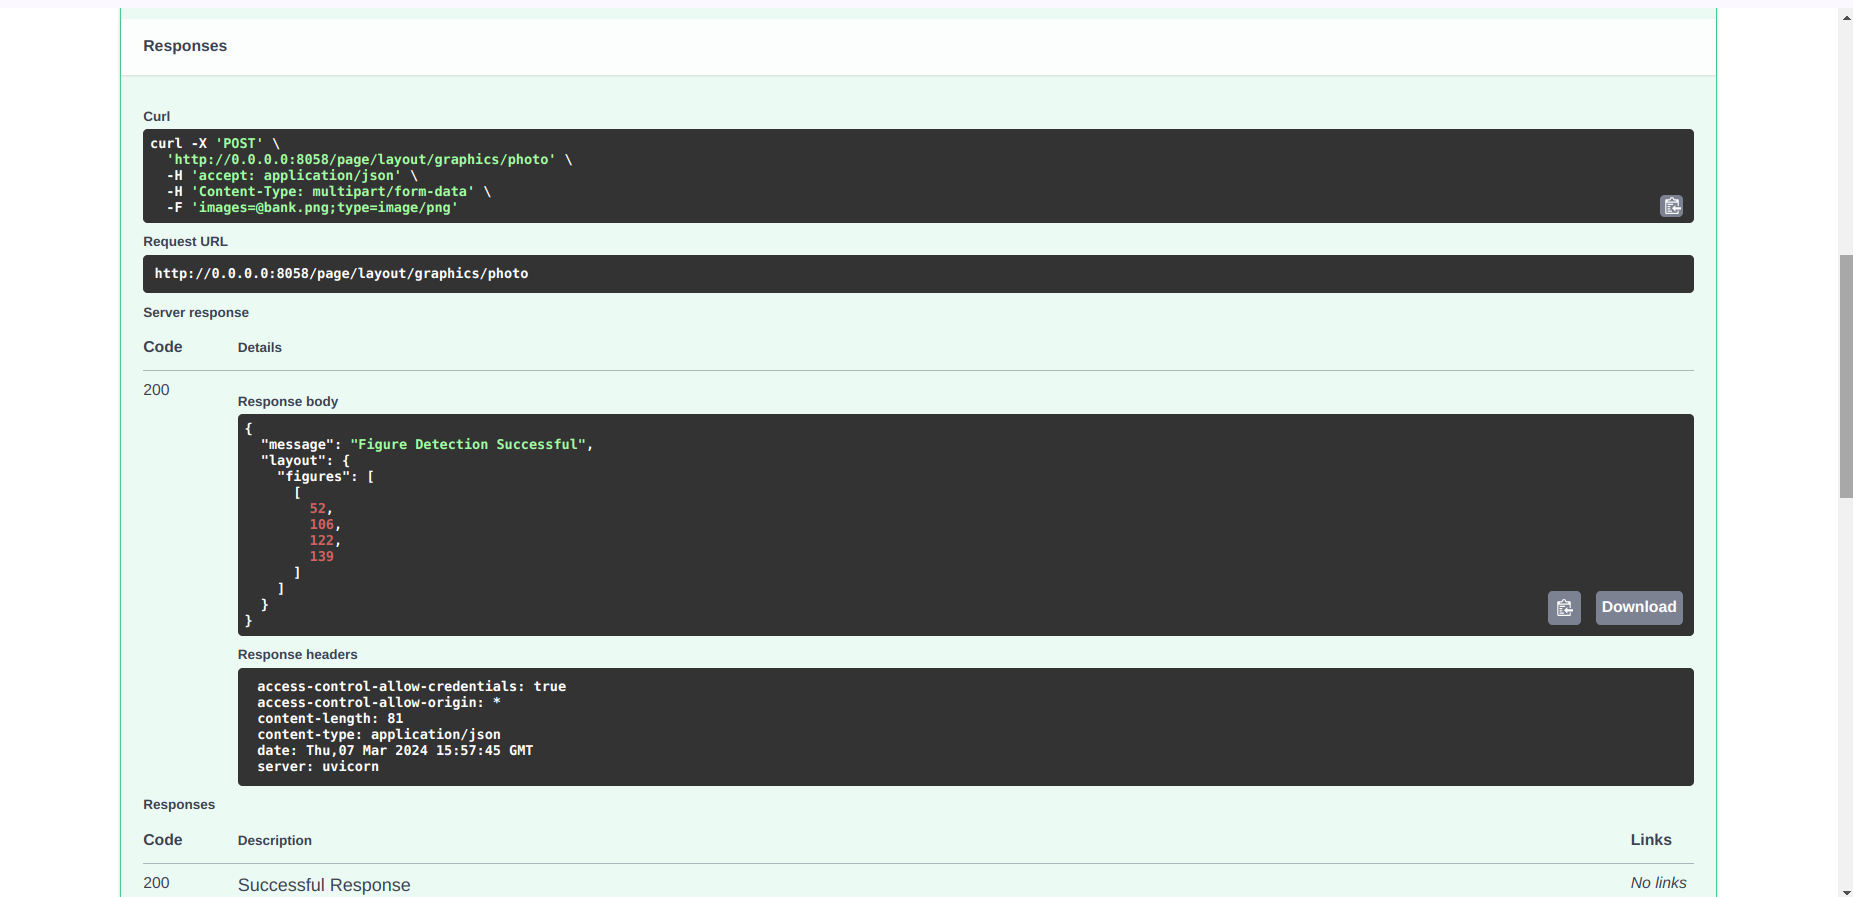 Responses
Curl
curl -X 'POST' \
  'http://0.0.0.0:8058/page/layout/graphics/photo' \
  -H 'accept: application/json' \
  -H 'Content-Type: multipart/form-data' \
  -F 'images=@bank.png;type=image/png'
Request URL
http://0.0.0.0:8058/page/layout/graphics/photo
Server response
Code Details
200
Response body
{
  "message": "Figure Detection Successful",
  "layout": {
    "figures": [
      [
        52,
        106,
        122,
        139
      ]
    ]
  }
}
Download
Response headers
access-control-allow-credentials: true
access-control-allow-origin: *
content-length: 81
content-type: application/json
date: Thu,07 Mar 2024 15:57:45 GMT
server: uvicorn
Responses
Code Description Links
200 Successful Response No links